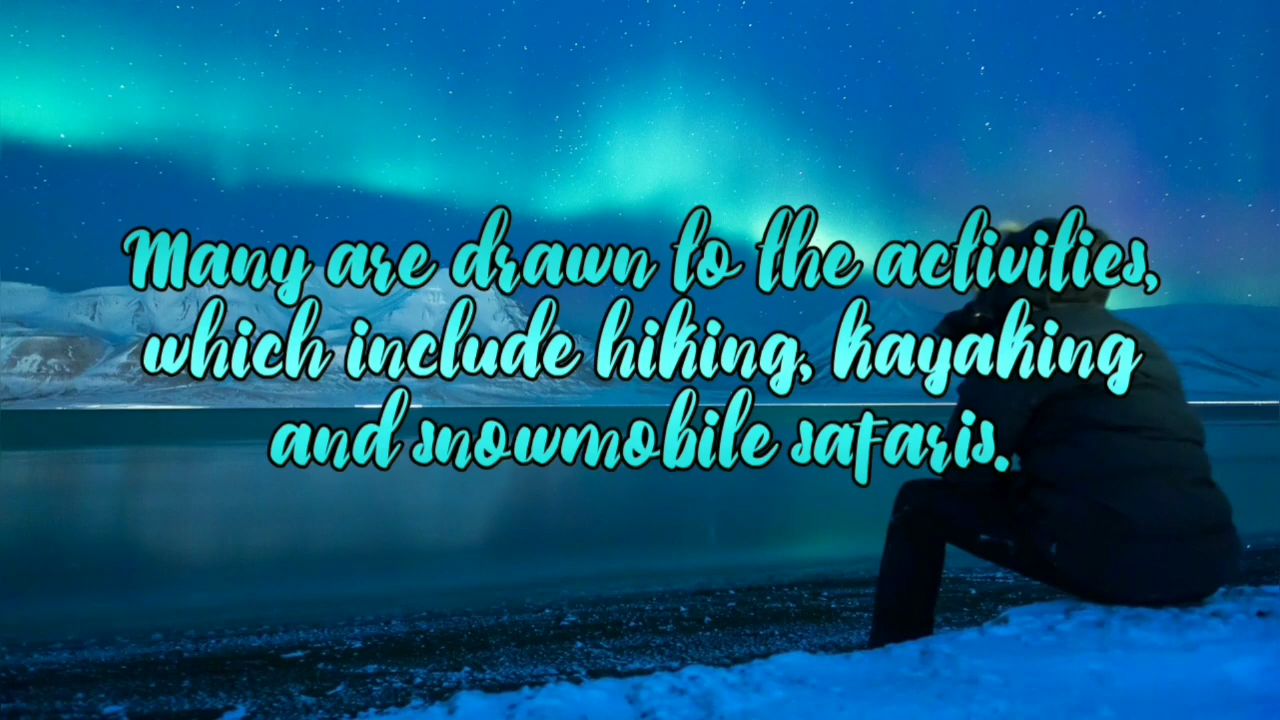 Many are drawn to the activities,
which include hiking, kayaking
and snowmobile safaris.